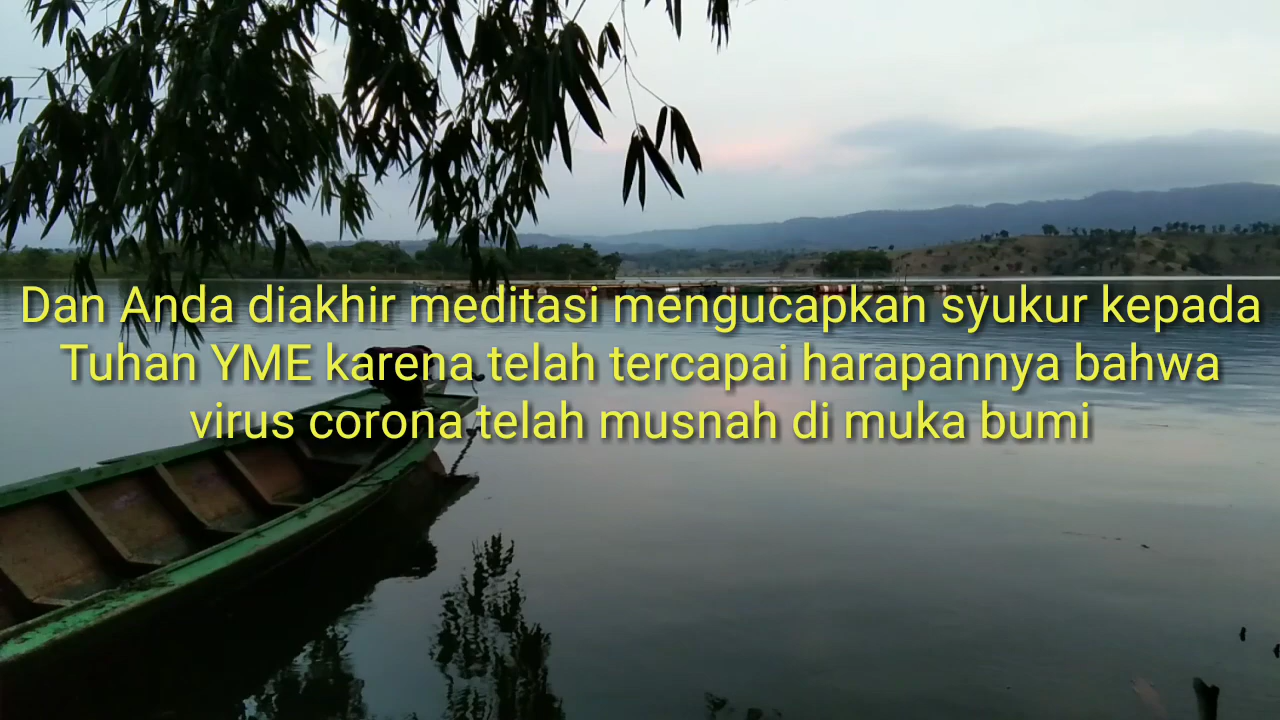 Dan Anda diakhir meditasi mengucapkan syukur kepada
Tuhan YME karena telah tercapai harapannya bahwa
virus corona telah musnah di muka bumi